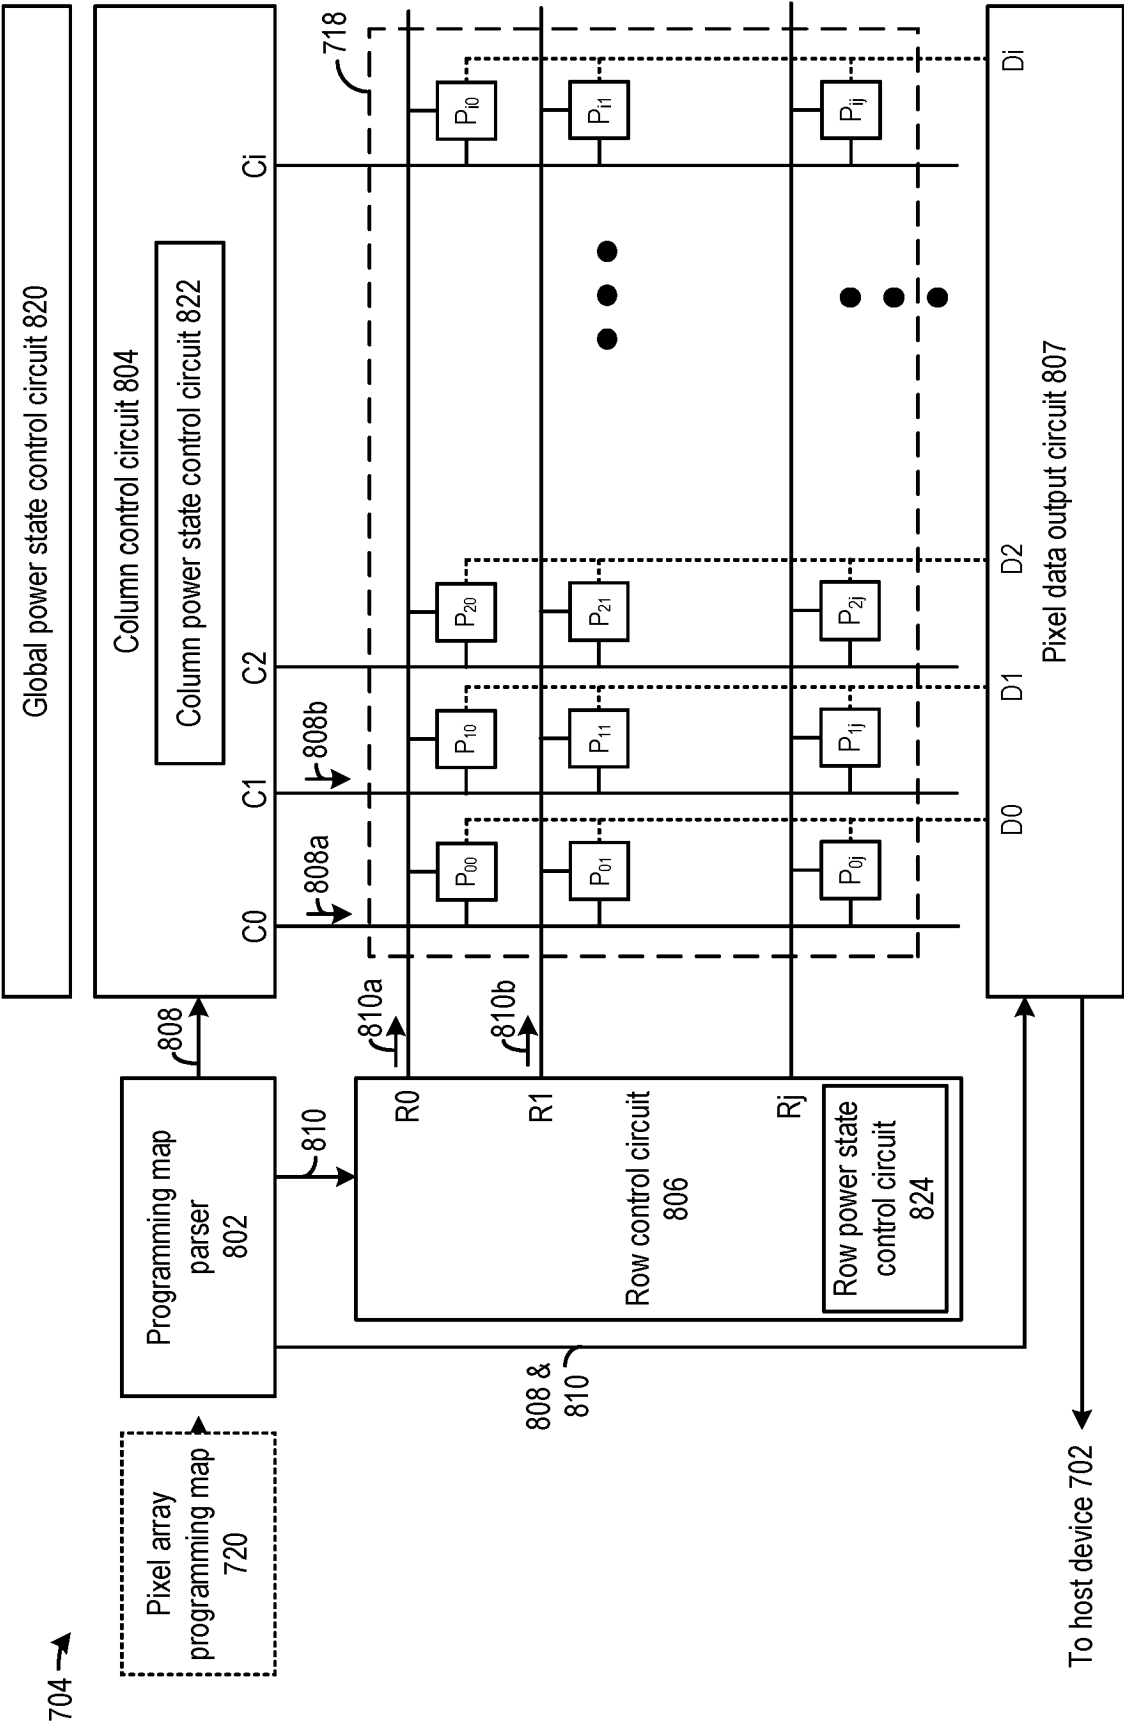 704
Global power state control circuit 820
Column control circuit 804
Column power state control circuit 822
Pixel array
programming map
720
Programming map
parser
802
808
810
808 &
810
C0
C1
C2
Ci
808a
808b
718
810a
810b
R0
R1
Rj
Row control circuit
806
Row power state
control circuit
824
P00
P10
P20
Pi0
P01
P11
P21
Pi1
P0j
P1j
P2j
Pij
D0
D1
D2
Di
Pixel data output circuit 807
To host device 702